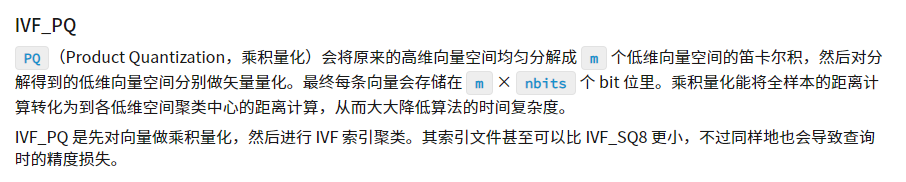 IVF_PQ
PQ（Product Quantization，乘积量化）会将原来的高维向量空间均匀分解成 m 个低维向量空间的笛卡尔积，然后对分
解得到的低维向量空间分别做矢量量化。最终每条向量会存储在 m × nbits 个 bit 位里。乘积量化能将全样本的距离计
算转化为到各低维空间聚类中心的距离计算，从而大大降低算法的时间复杂度。
IVF_PQ 是先对向量做乘积量化，然后进行 IVF 索引聚类。其索引文件甚至可以比 IVF_SQ8 更小，不过同样地也会导致查询
时的精度损失。